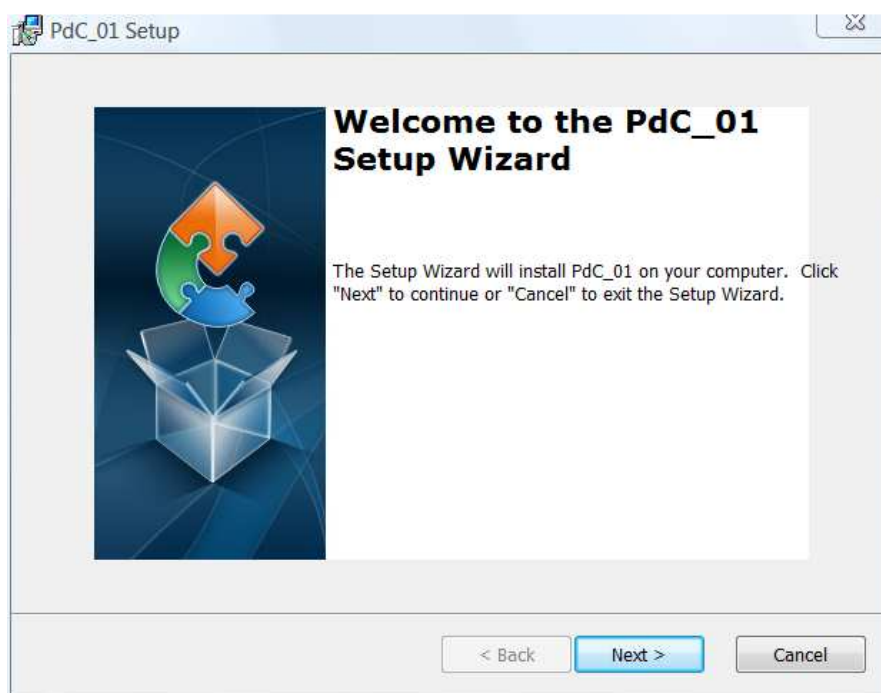 PdC_01 Setup
Welcome to the PdC_01
Setup Wizard
The Setup Wizard will install PdC_01 on your computer.  Click
"Next" to continue or "Cancel" to exit the Setup Wizard.
< Back Next > Cancel